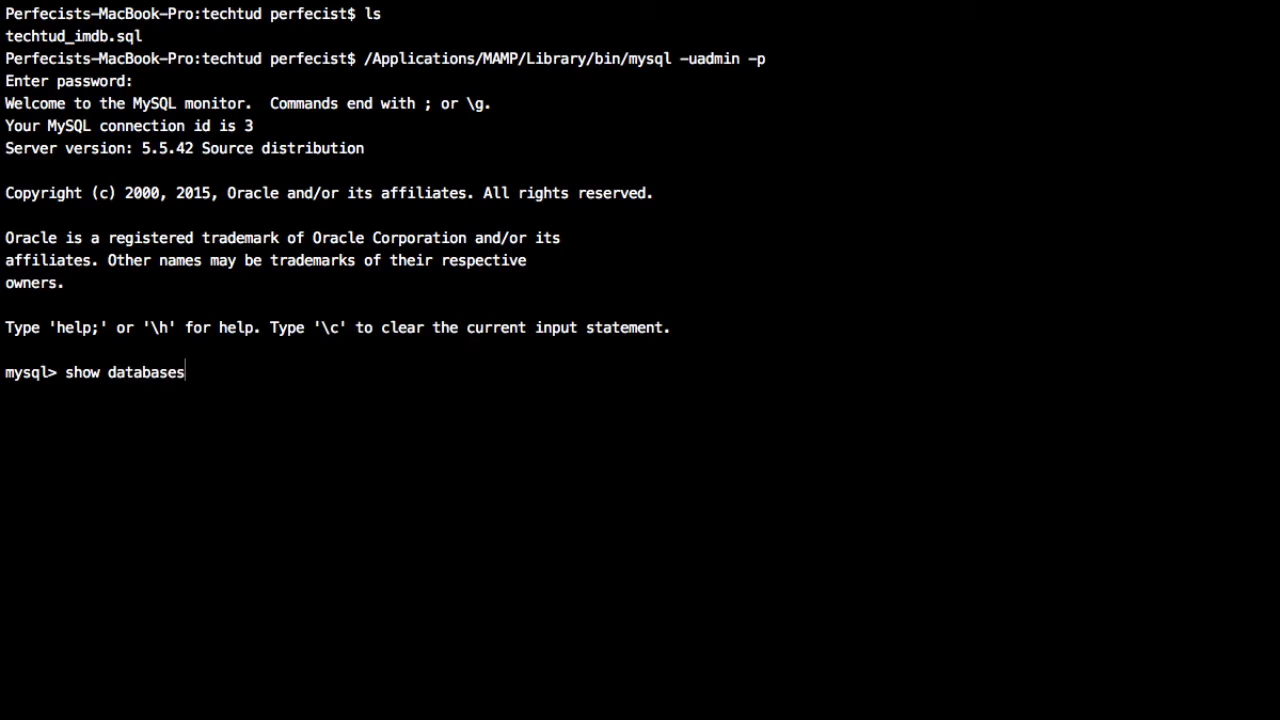 Perfecists-MacBook-Pro:techtud perfecist$ ls
techtud_imdb.sql
Perfecists-MacBook-Pro:techtud perfecist$ /Applications/MAMP/Library/bin/mysql -uadmin -p
Enter password:
Welcome to the MySQL monitor.  Commands end with ; or \g.
Your MySQL connection id is 3
Server version: 5.5.42 Source distribution
Copyright (c) 2000, 2015, Oracle and/or its affiliates. All rights reserved.
Oracle is a registered trademark of Oracle Corporation and/or its
affiliates. Other names may be trademarks of their respective
owners.
Type 'help;' or '\h' for help. Type '\c' to clear the current input statement.
mysql> show databases